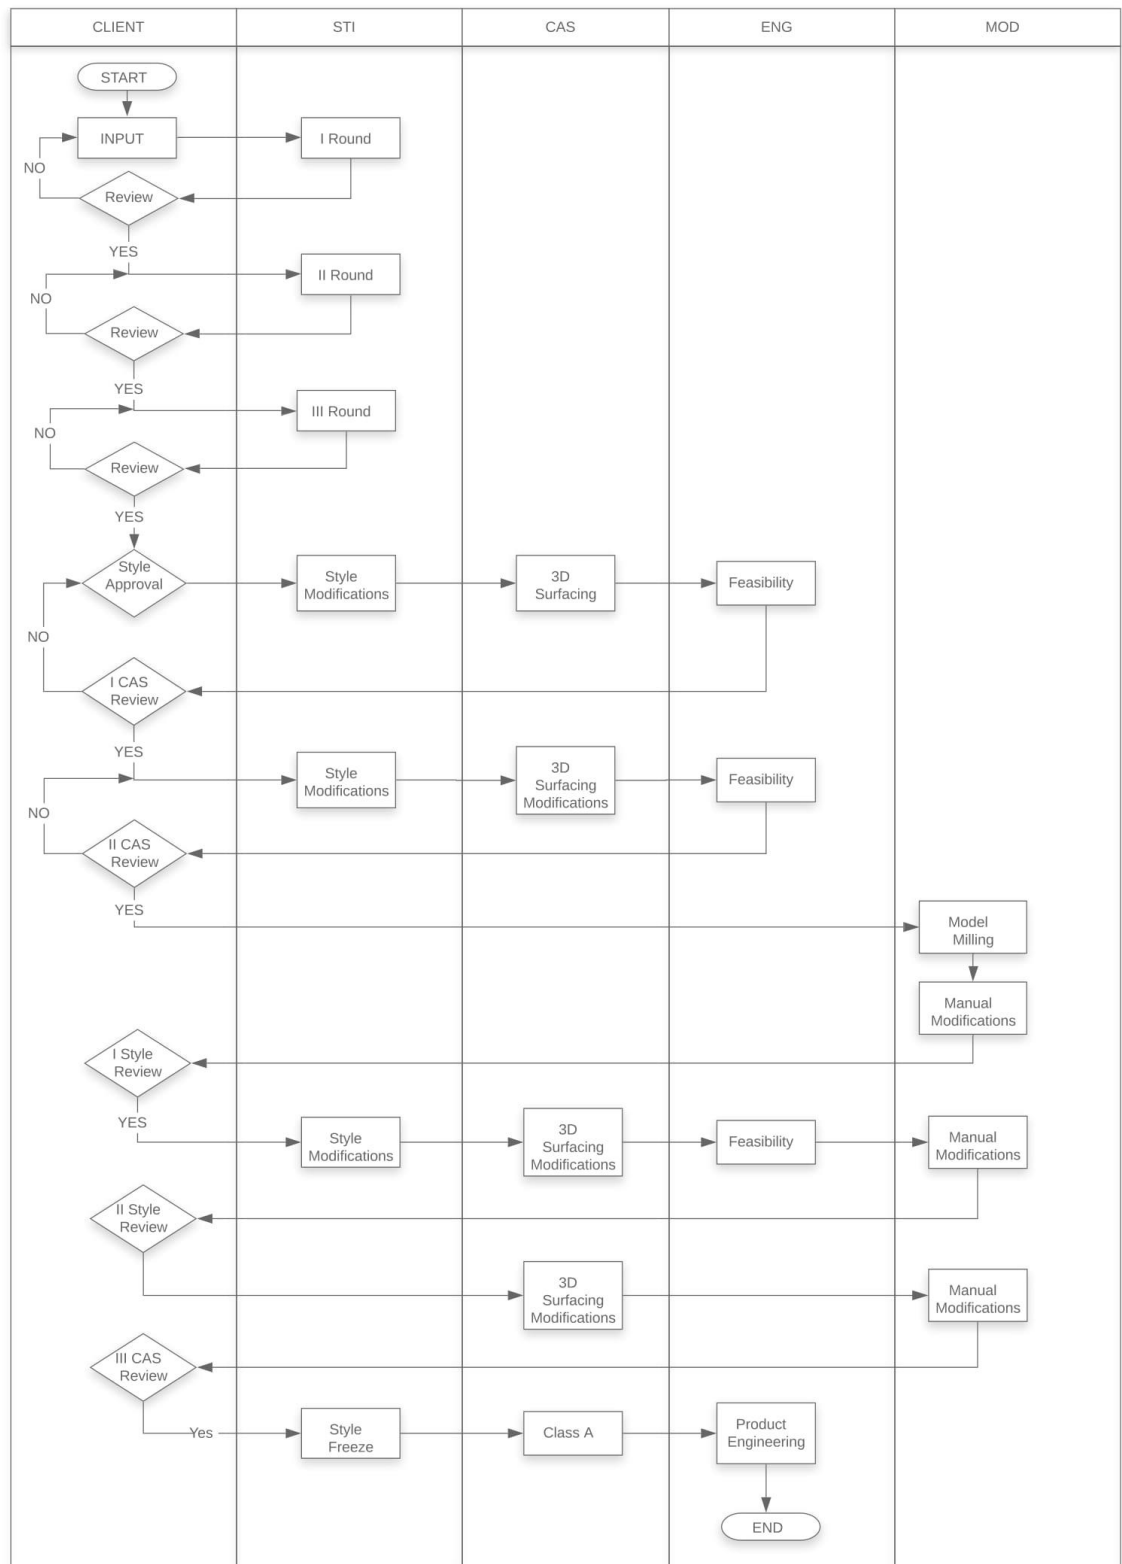 CLIENT
STI
CAS
ENG
MOD
START
INPUT
I Round
NO
Review
YES
II Round
NO
Review
YES
III Round
NO
Review
YES
Style
Approval
Style
Modifications
3D
Surfacing
Feasibility
NO
I CAS
Review
YES
Style
Modifications
3D
Surfacing
Modifications
Feasibility
NO
II CAS
Review
YES
Model
Milling
Manual
Modifications
I Style
Review
YES
Style
Modifications
3D
Surfacing
Modifications
Feasibility
Manual
Modifications
II Style
Review
3D
Surfacing
Modifications
Manual
Modifications
III CAS
Review
Yes
Style
Freeze
Class A
Product
Engineering
END